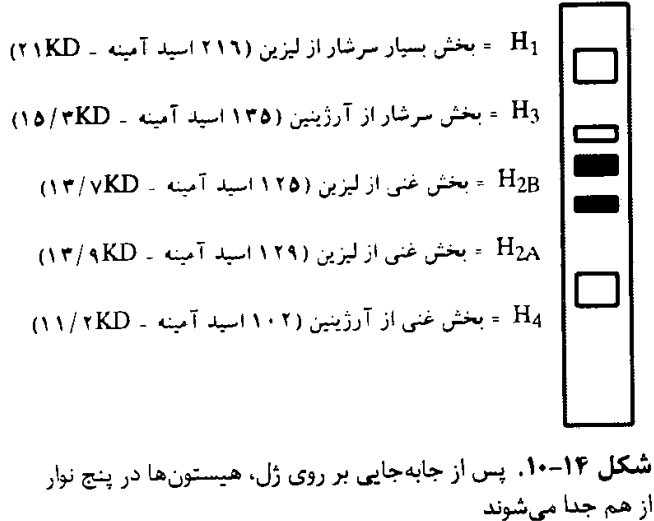 H1 = بخش بسیار سرشار از لیزین (۲۱۶ اسید آمینه - ۲۱KD)
H3 = بخش سرشار از آرژینین (۱۳۵ اسید آمینه - ۱۵/۳KD)
H2B = بخش غنی از لیزین (۱۲۵ اسید آمینه - ۱۳/۷KD)
H2A = بخش غنی از لیزین (۱۲۹ اسید آمینه - ۱۳/۹KD)
H4 = بخش غنی از آرژینین (۱۰۲ اسید آمینه - ۱۱/۲KD)
شکل ۱۴-۱۰. پس از جابه‌جایی بر روی ژل، هیستون‌ها در پنج نوار
از هم جدا می‌شوند